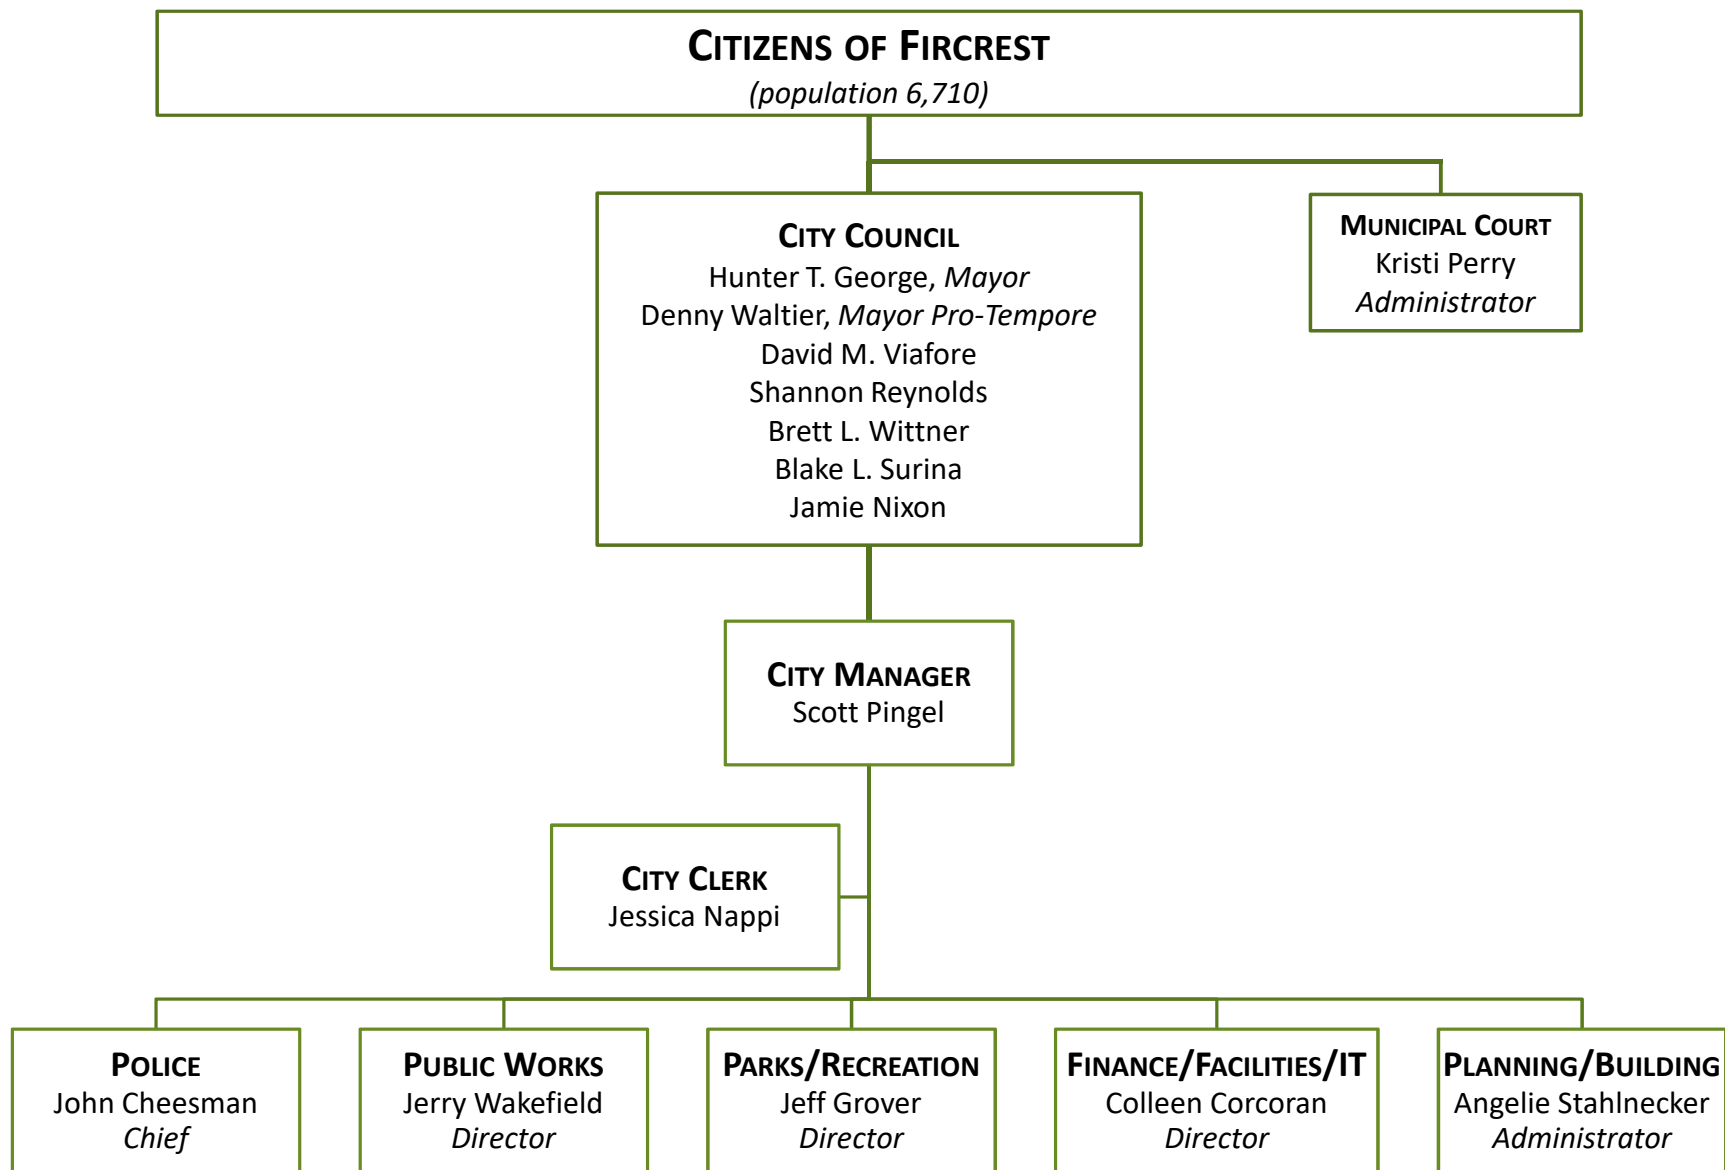 CITIZENS OF FIRCREST
(population 6,710)
CITY COUNCIL
Hunter T. George, Mayor
Denny Waltier, Mayor Pro-Tempore
David M. Viafore
Shannon Reynolds
Brett L. Wittner
Blake L. Surina
Jamie Nixon
MUNICIPAL COURT
Kristi Perry
Administrator
CITY MANAGER
Scott Pingel
CITY CLERK
Jessica Nappi
POLICE
John Cheesman
Chief
PUBLIC WORKS
Jerry Wakefield
Director
PARKS/RECREATION
Jeff Grover
Director
FINANCE/FACILITIES/IT
Colleen Corcoran
Director
PLANNING/BUILDING
Angelie Stahlnecker
Administrator